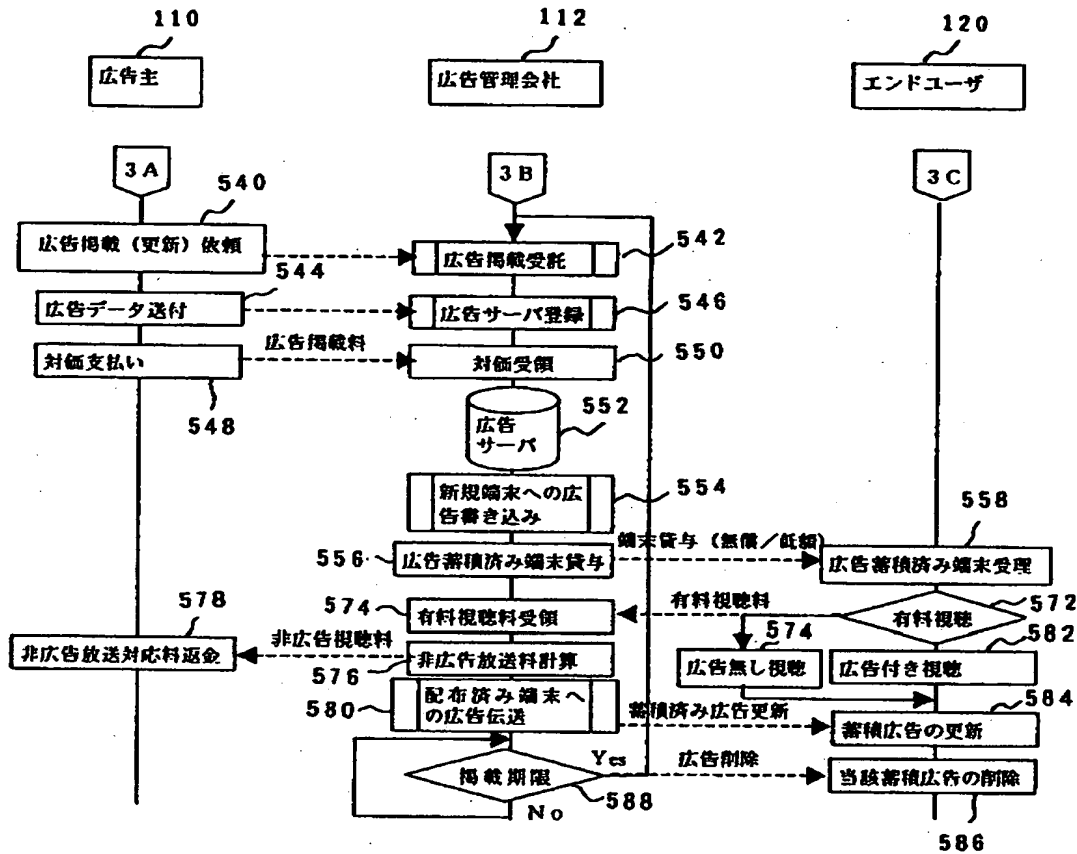 110
112
120
広告主
広告管理会社
エンドユーザ
3A
3B
3C
540
広告掲載（更新）依頼
542
広告掲載受託
544
広告データ送付
546
広告サーバ登録
対価支払い
広告掲載料
対価受領
550
548
552
広告
サーバ
新規端末への広
告書き込み
554
558
端末貸与（無償／低額）
556
広告蓄積済み端末貸与
広告蓄積済み端末受理
578
574
有料視聴料受領
有料視聴料
有料視聴
572
574
582
非広告放送対応料返金
非広告視聴料
非広告放送料計算
576
広告無し視聴
広告付き視聴
580
配布済み端末へ
の広告伝送
蓄積済み広告更新
584
蓄積広告の更新
掲載期限
Yes
広告削除
当該蓄積広告の削除
588
No
586